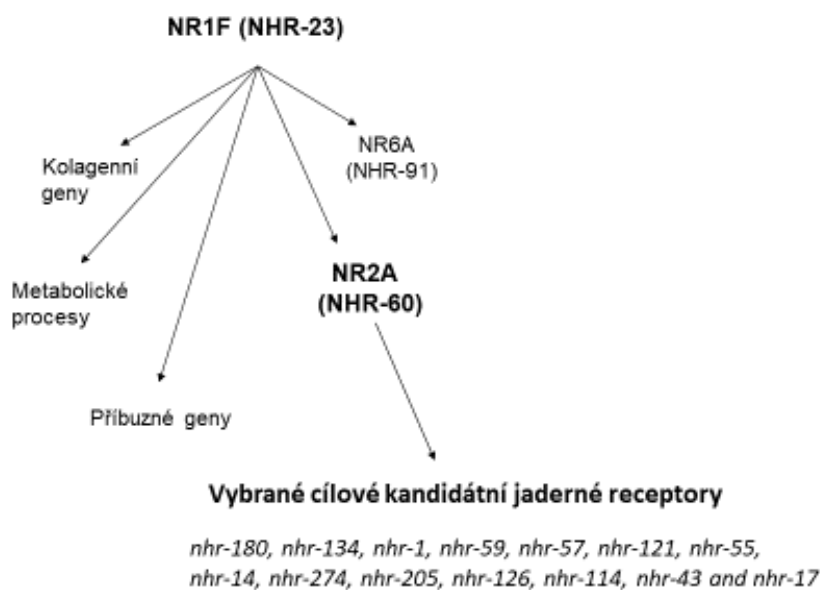 NR1F (NHR-23)
Kolagenní
geny
NR6A
(NHR-91)
Metabolické
procesy
NR2A
(NHR-60)
Příbuzné geny
Vybrané cílové kandidátní jaderné receptory
nhr-180, nhr-134, nhr-1, nhr-59, nhr-57, nhr-121, nhr-55,
nhr-14, nhr-274, nhr-205, nhr-126, nhr-114, nhr-43 and nhr-17